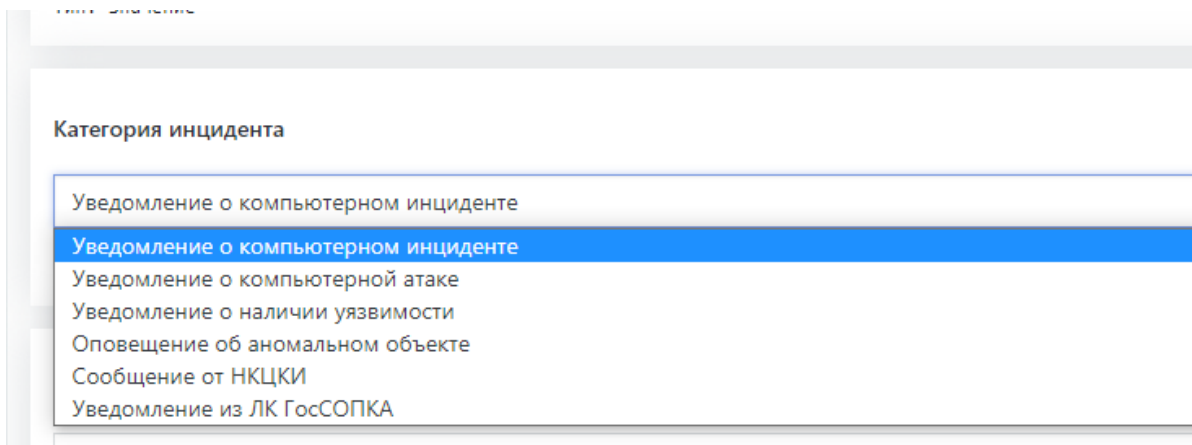 Категория инцидента
Уведомление о компьютерном инциденте
Уведомление о компьютерном инциденте
Уведомление о компьютерной атаке
Уведомление о наличии уязвимости
Оповещение об аномальном объекте
Сообщение от НКЦКИ
Уведомление из ЛК ГосСОПКА